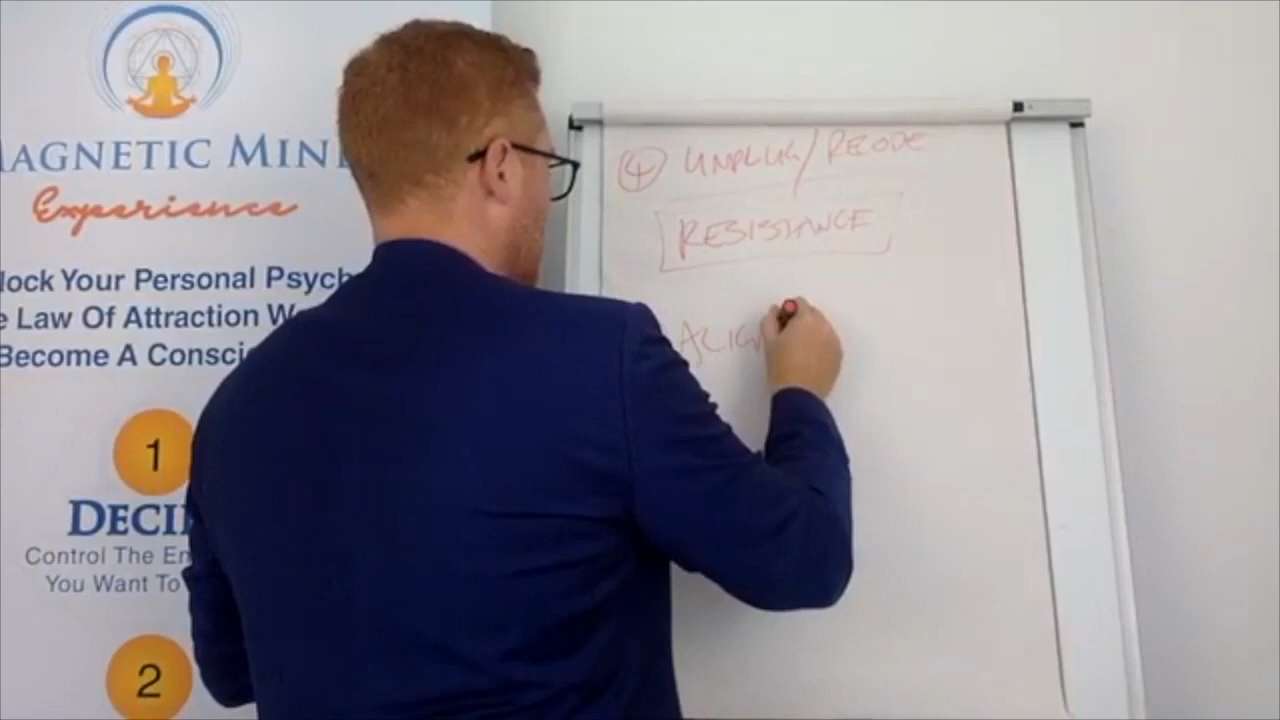 MAGNETIC MIN
Experience
lock Your Personal Psych
e Law Of Attraction W
Become A Consci
1
DECI
Control The En
You Want To
2
④ UNPLUG/RECODE
RESISTANCE
ALIG